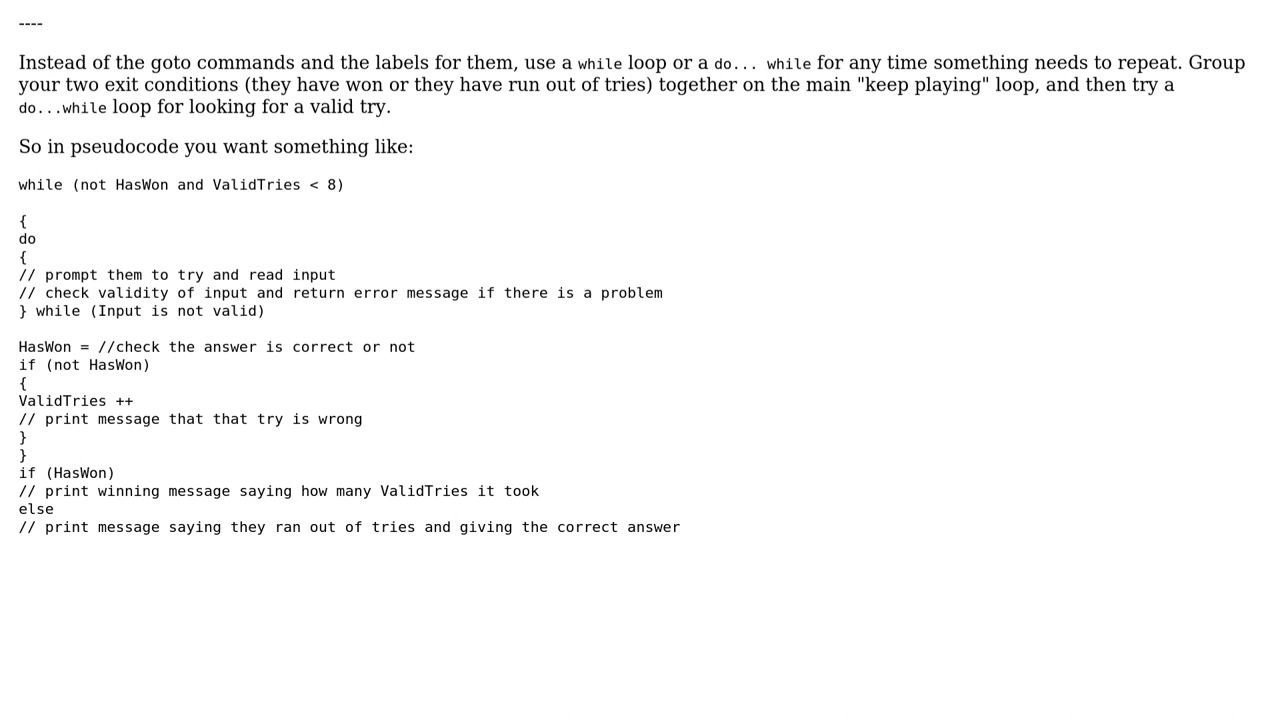 ----
Instead of the goto commands and the labels for them, use a while loop or a do... while for any time something needs to repeat. Group
your two exit conditions (they have won or they have run out of tries) together on the main "keep playing" loop, and then try a
do...while loop for looking for a valid try.
So in pseudocode you want something like:
while (not HasWon and ValidTries < 8)
{
do
{
// prompt them to try and read input
// check validity of input and return error message if there is a problem
} while (Input is not valid)
HasWon = //check the answer is correct or not
if (not HasWon)
{
ValidTries ++
// print message that that try is wrong
}
}
if (HasWon)
// print winning message saying how many ValidTries it took
else
// print message saying they ran out of tries and giving the correct answer